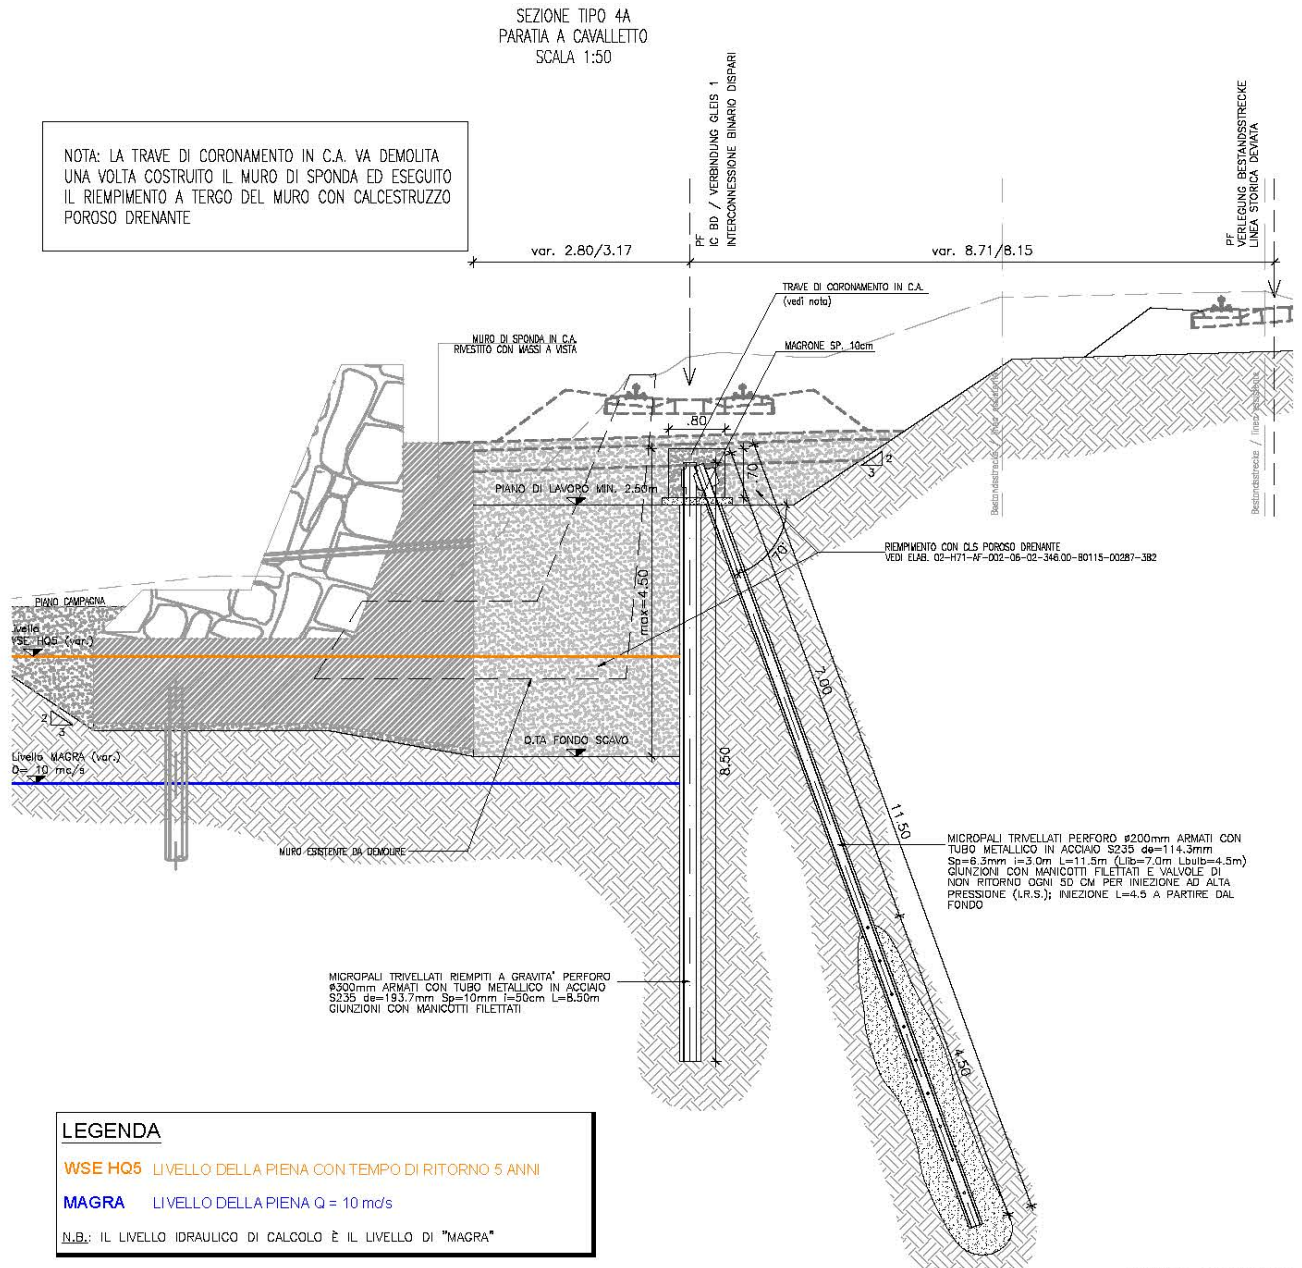 SEZIONE TIPO 4A
PARATIA A CAVALLETTO
SCALA 1:50
NOTA: LA TRAVE DI CORONAMENTO IN C.A. VA DEMOLITA
UNA VOLTA COSTRUITO IL MURO DI SPONDA ED ESEGUITO
IL RIEMPIMENTO A TERGO DEL MURO CON CALCESTRUZZO
POROSO DRENANTE
PF
IC BD / VERBINDUNG GLEIS 1
INTERCONNESSIONE BINARIO DISPARI
PF
VERLEGUNG BESTANDSSTRECKE
LINEA STORICA DEVIATA
var. 2.80/3.17
var. 8.71/8.15
TRAVE DI CORONAMENTO IN C.A.
(vedi nota)
MURO DI SPONDA IN C.A.
RIVESTITO CON MASSI A VISTA
MAGRONE SP. 10cm
.80
.70
2
3
PIANO DI LAVORO MIN. 2.50m
70°
Bestandsstrecke / linea esistente
Bestandsstrecke / linea esistente
RIEMPIMENTO CON CLS POROSO DRENANTE
VEDI ELAB. 02-H71-AF-002-06-02-346.00-B0115-00287-3B2
max=4.50
PIANO CAMPAGNA
Livello
WSE HQ5 (var.)
7.00
2
3
Q.TA FONDO SCAVO
Livello MAGRA (var.)
Q= 10 mc/s
8.50
11.50
MURO ESISTENTE DA DEMOLIRE
MICROPALI TRIVELLATI PERFORO ø200mm ARMATI CON
TUBO METALLICO IN ACCIAIO S235 de=114.3mm
Sp=6.3mm i=3.0m L=11.5m (Llib=7.0m Lbulb=4.5m)
GIUNZIONI CON MANICOTTI FILETTATI E VALVOLE DI
NON RITORNO OGNI 50 CM PER INIEZIONE AD ALTA
PRESSIONE (I.R.S.); INIEZIONE L=4.5 A PARTIRE DAL
FONDO
MICROPALI TRIVELLATI RIEMPITI A GRAVITA' PERFORO
ø300mm ARMATI CON TUBO METALLICO IN ACCIAIO
S235 de=193.7mm Sp=10mm i=50cm L=8.50m
GIUNZIONI CON MANICOTTI FILETTATI
4.50
LEGENDA
WSE HQ5 LIVELLO DELLA PIENA CON TEMPO DI RITORNO 5 ANNI
MAGRA LIVELLO DELLA PIENA Q = 10 mc/s
N.B.: IL LIVELLO IDRAULICO DI CALCOLO È IL LIVELLO DI "MAGRA"